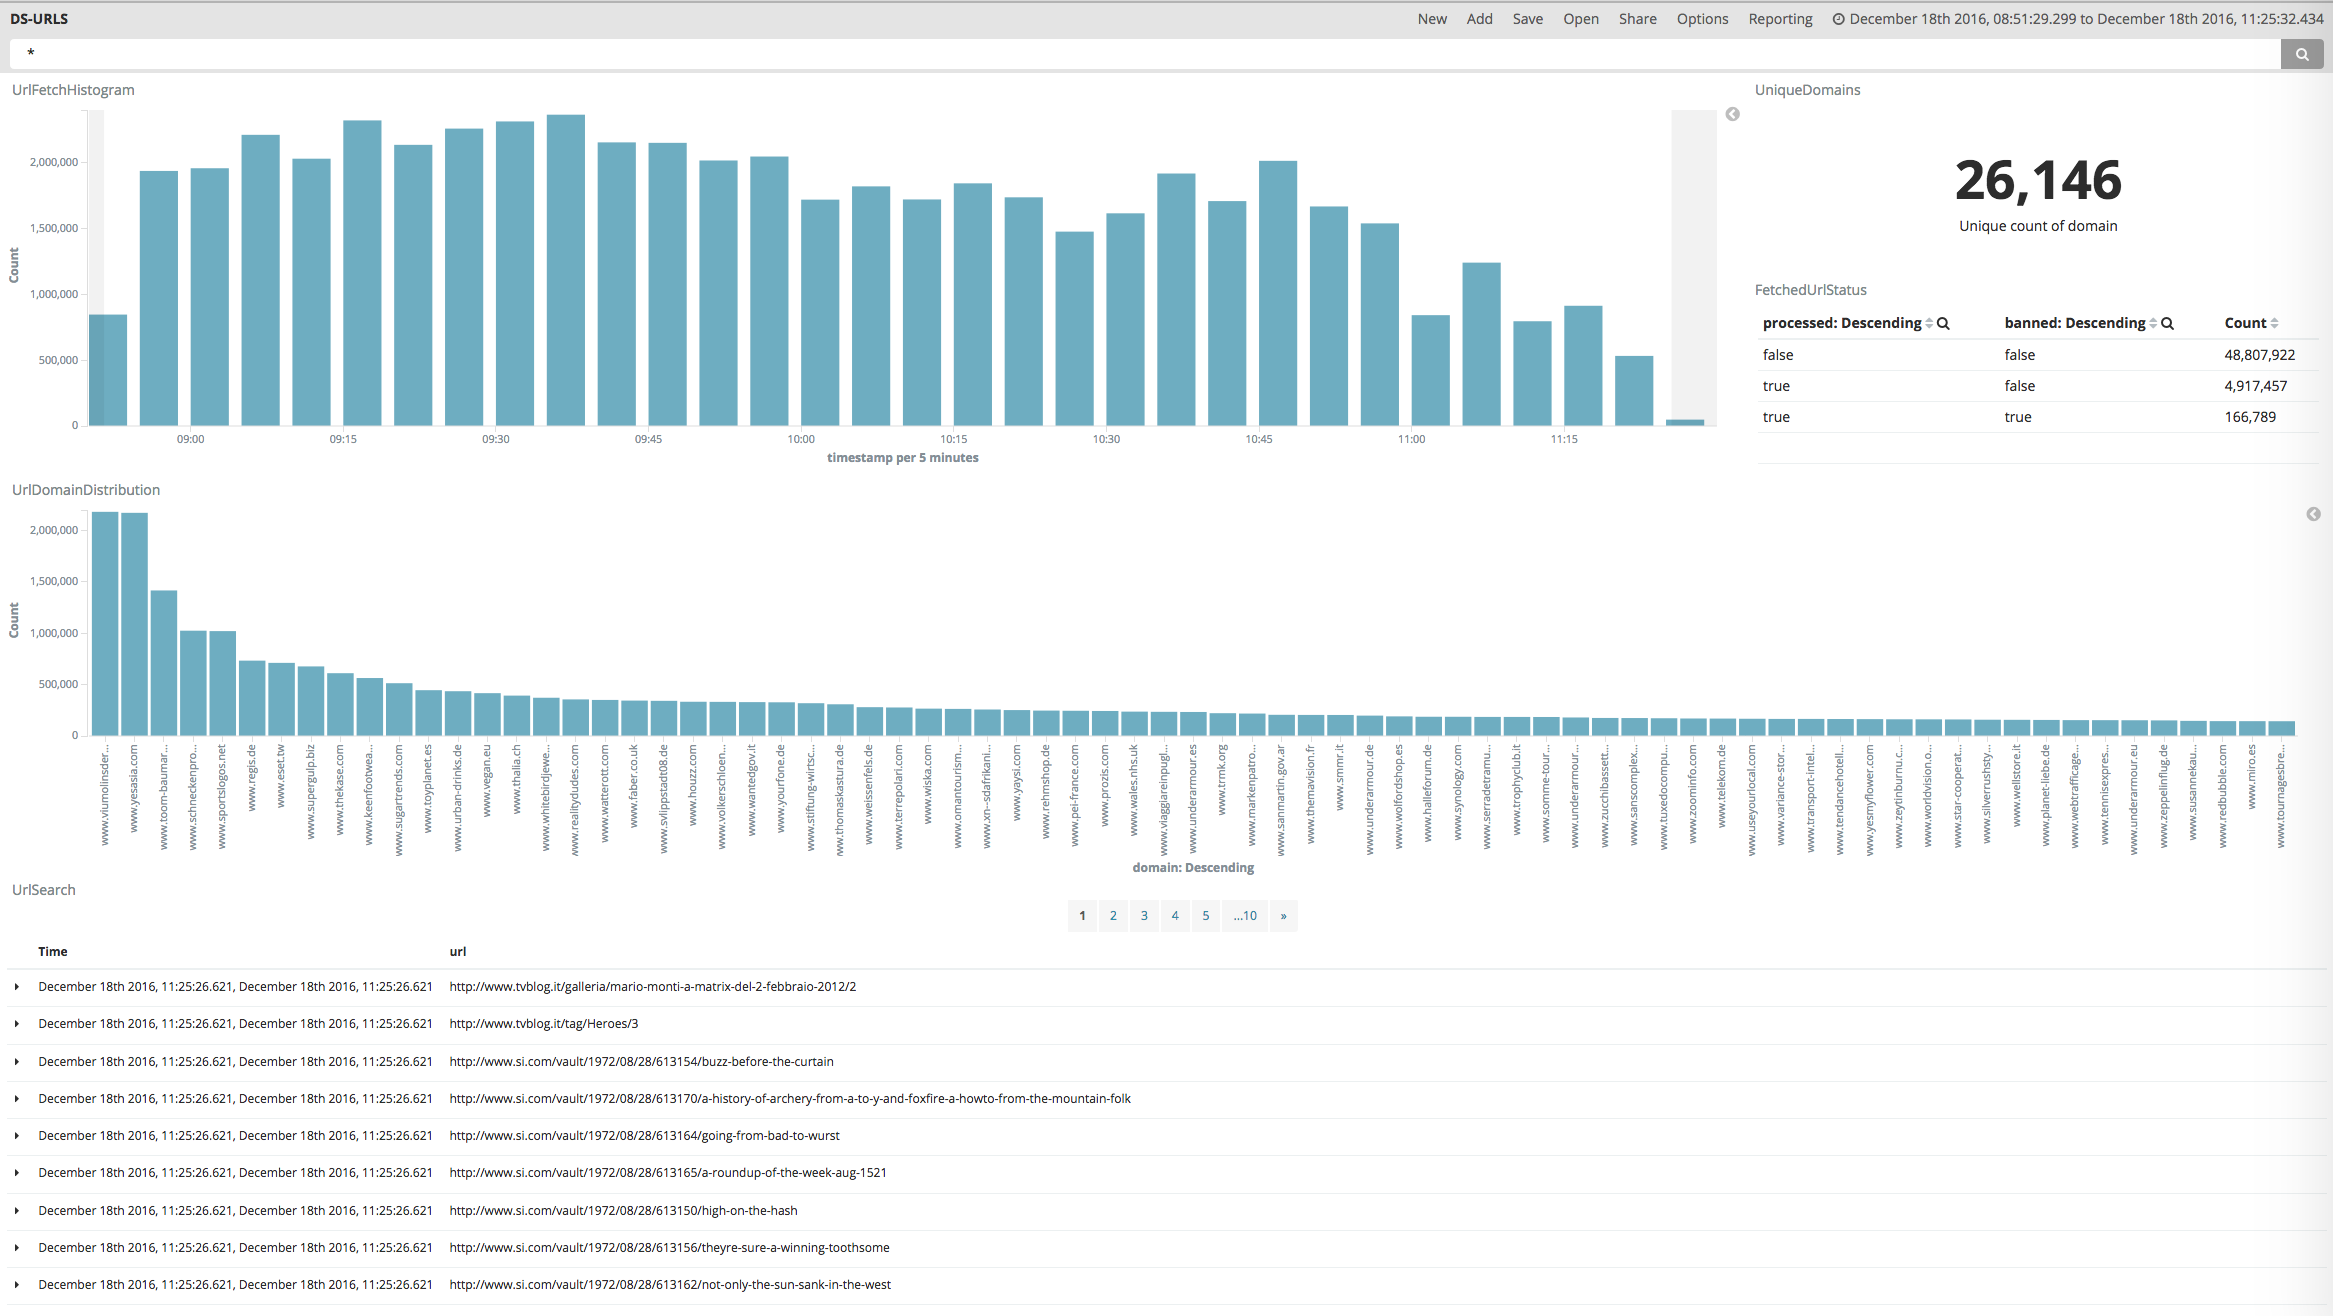 DS-URLS
New Add Save Open Share Options Reporting December 18th 2016, 08:51:29.299 to December 18th 2016, 11:25:32.434
*
UrlFetchHistogram
Count
2,000,000
1,500,000
1,000,000
500,000
0
09:00 09:15 09:30 09:45 10:00 10:15 10:30 10:45 11:00 11:15
timestamp per 5 minutes
UniqueDomains
26,146
Unique count of domain
FetchedUrlStatus
processed: Descending banned: Descending Count
false false 48,807,922
true false 4,917,457
true true 166,789
UrlDomainDistribution
Count
2,000,000
1,500,000
1,000,000
500,000
0
www.viumolinsder...
www.yesasia.com
www.toom-baumar...
www.schneckenpro...
www.sportslogos.net
www.regis.de
www.eset.tw
www.supergulp.biz
www.thekase.com
www.keenfootwea...
www.sugartrends.com
www.toyplanet.es
www.urban-drinks.de
www.vegan.eu
www.thalia.ch
www.whitebirdjewe...
www.realitydudes.com
www.watterott.com
www.faber.co.uk
www.svlippstadt08.de
www.houzz.com
www.volkerschloen...
www.wantedgov.it
www.yourfone.de
www.stiftung-wirtsc...
www.thomaskastura.de
www.weissenfels.de
www.terrepolari.com
www.wiska.com
www.omantourism...
www.xn--sdafrikani...
www.yaysi.com
www.rehmshop.de
www.pei-france.com
www.prozis.com
www.wales.nhs.uk
www.viaggiareinpugl...
www.underarmour.es
www.trmk.org
www.markenpatro...
www.sanmartin.gov.ar
www.themavision.fr
www.smmr.it
www.underarmour.de
www.wolfordshop.es
www.halleforum.de
www.synology.com
www.serradetramu...
www.trophyclub.it
www.somme-tour...
www.underarmour...
www.zucchibassett...
www.sanscomplex...
www.tuxedocompu...
www.zoominfo.com
www.telekom.de
www.useyourlocal.com
www.variance-stor...
www.transport-intel...
www.tendancehotell...
www.yesmyflower.com
www.zeytinburnu.c...
www.worldvision.o...
www.star-cooperat...
www.silverrushsty...
www.wellstore.it
www.planet-liebe.de
www.webtrafficage...
www.tennisexpres...
www.underarmour.eu
www.zeppelinflug.de
www.susannekau...
www.redbubble.com
www.miro.es
www.tournagesbre...
domain: Descending
UrlSearch
1 2 3 4 5 ...10 »
Time url
December 18th 2016, 11:25:26.621, December 18th 2016, 11:25:26.621 http://www.tvblog.it/galleria/mario-monti-a-matrix-del-2-febbraio-2012/2
December 18th 2016, 11:25:26.621, December 18th 2016, 11:25:26.621 http://www.tvblog.it/tag/Heroes/3
December 18th 2016, 11:25:26.621, December 18th 2016, 11:25:26.621 http://www.si.com/vault/1972/08/28/613154/buzz-before-the-curtain
December 18th 2016, 11:25:26.621, December 18th 2016, 11:25:26.621 http://www.si.com/vault/1972/08/28/613170/a-history-of-archery-from-a-to-y-and-foxfire-a-howto-from-the-mountain-folk
December 18th 2016, 11:25:26.621, December 18th 2016, 11:25:26.621 http://www.si.com/vault/1972/08/28/613164/going-from-bad-to-wurst
December 18th 2016, 11:25:26.621, December 18th 2016, 11:25:26.621 http://www.si.com/vault/1972/08/28/613165/a-roundup-of-the-week-aug-1521
December 18th 2016, 11:25:26.621, December 18th 2016, 11:25:26.621 http://www.si.com/vault/1972/08/28/613150/high-on-the-hash
December 18th 2016, 11:25:26.621, December 18th 2016, 11:25:26.621 http://www.si.com/vault/1972/08/28/613156/theyre-sure-a-winning-toothsome
December 18th 2016, 11:25:26.621, December 18th 2016, 11:25:26.621 http://www.si.com/vault/1972/08/28/613162/not-only-the-sun-sank-in-the-west